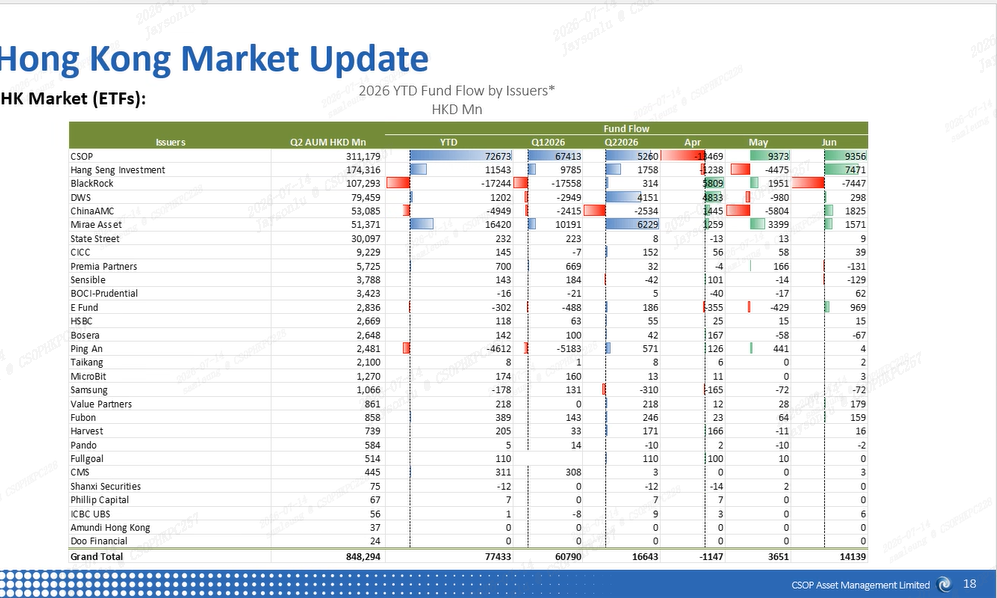 Hong Kong Market Update
HK Market (ETFs):
2026 YTD Fund Flow by Issuers*
HKD Mn
Fund Flow
Issuers Q2 AUM HKD Mn YTD Q12026 Q22026 Apr May Jun
CSOP 311,179 72673 67413 5260 -13469 9373 9356
Hang Seng Investment 174,316 11543 9785 1758 -1238 -4475 7471
BlackRock 107,293 -17244 -17558 314 5809 1951 -7447
DWS 79,459 1202 -2949 4151 4833 -980 298
ChinaAMC 53,085 -4949 -2415 -2534 1445 -5804 1825
Mirae Asset 51,371 16420 10191 6229 1259 3399 1571
State Street 30,097 232 223 8 -13 13 9
CICC 9,229 145 -7 152 56 58 39
Premia Partners 5,725 700 669 32 -4 166 -131
Sensible 3,788 143 184 -42 101 -14 -129
BOCI-Prudential 3,423 -16 -21 5 -40 -17 62
E Fund 2,836 -302 -488 186 -355 -429 969
HSBC 2,669 118 63 55 25 15 15
Bosera 2,648 142 100 42 167 -58 -67
Ping An 2,481 -4612 -5183 571 126 441 4
Taikang 2,100 8 1 8 6 0 2
MicroBit 1,270 174 160 13 11 0 3
Samsung 1,066 -178 131 -310 -165 -72 -72
Value Partners 861 218 0 218 12 28 179
Fubon 858 389 143 246 23 64 159
Harvest 739 205 33 171 166 -11 16
Pando 584 5 14 -10 2 -10 -2
Fullgoal 514 110 110 100 10 0
CMS 445 311 308 3 0 0 3
Shanxi Securities 75 -12 0 -12 -14 2 0
Phillip Capital 67 7 0 7 7 0 0
ICBC UBS 56 1 -8 9 3 0 6
Amundi Hong Kong 37 0 0 0 0 0 0
Doo Financial 24 0 0 0 0 0 0
Grand Total 848,294 77433 60790 16643 -1147 3651 14139
CSOP Asset Management Limited 18